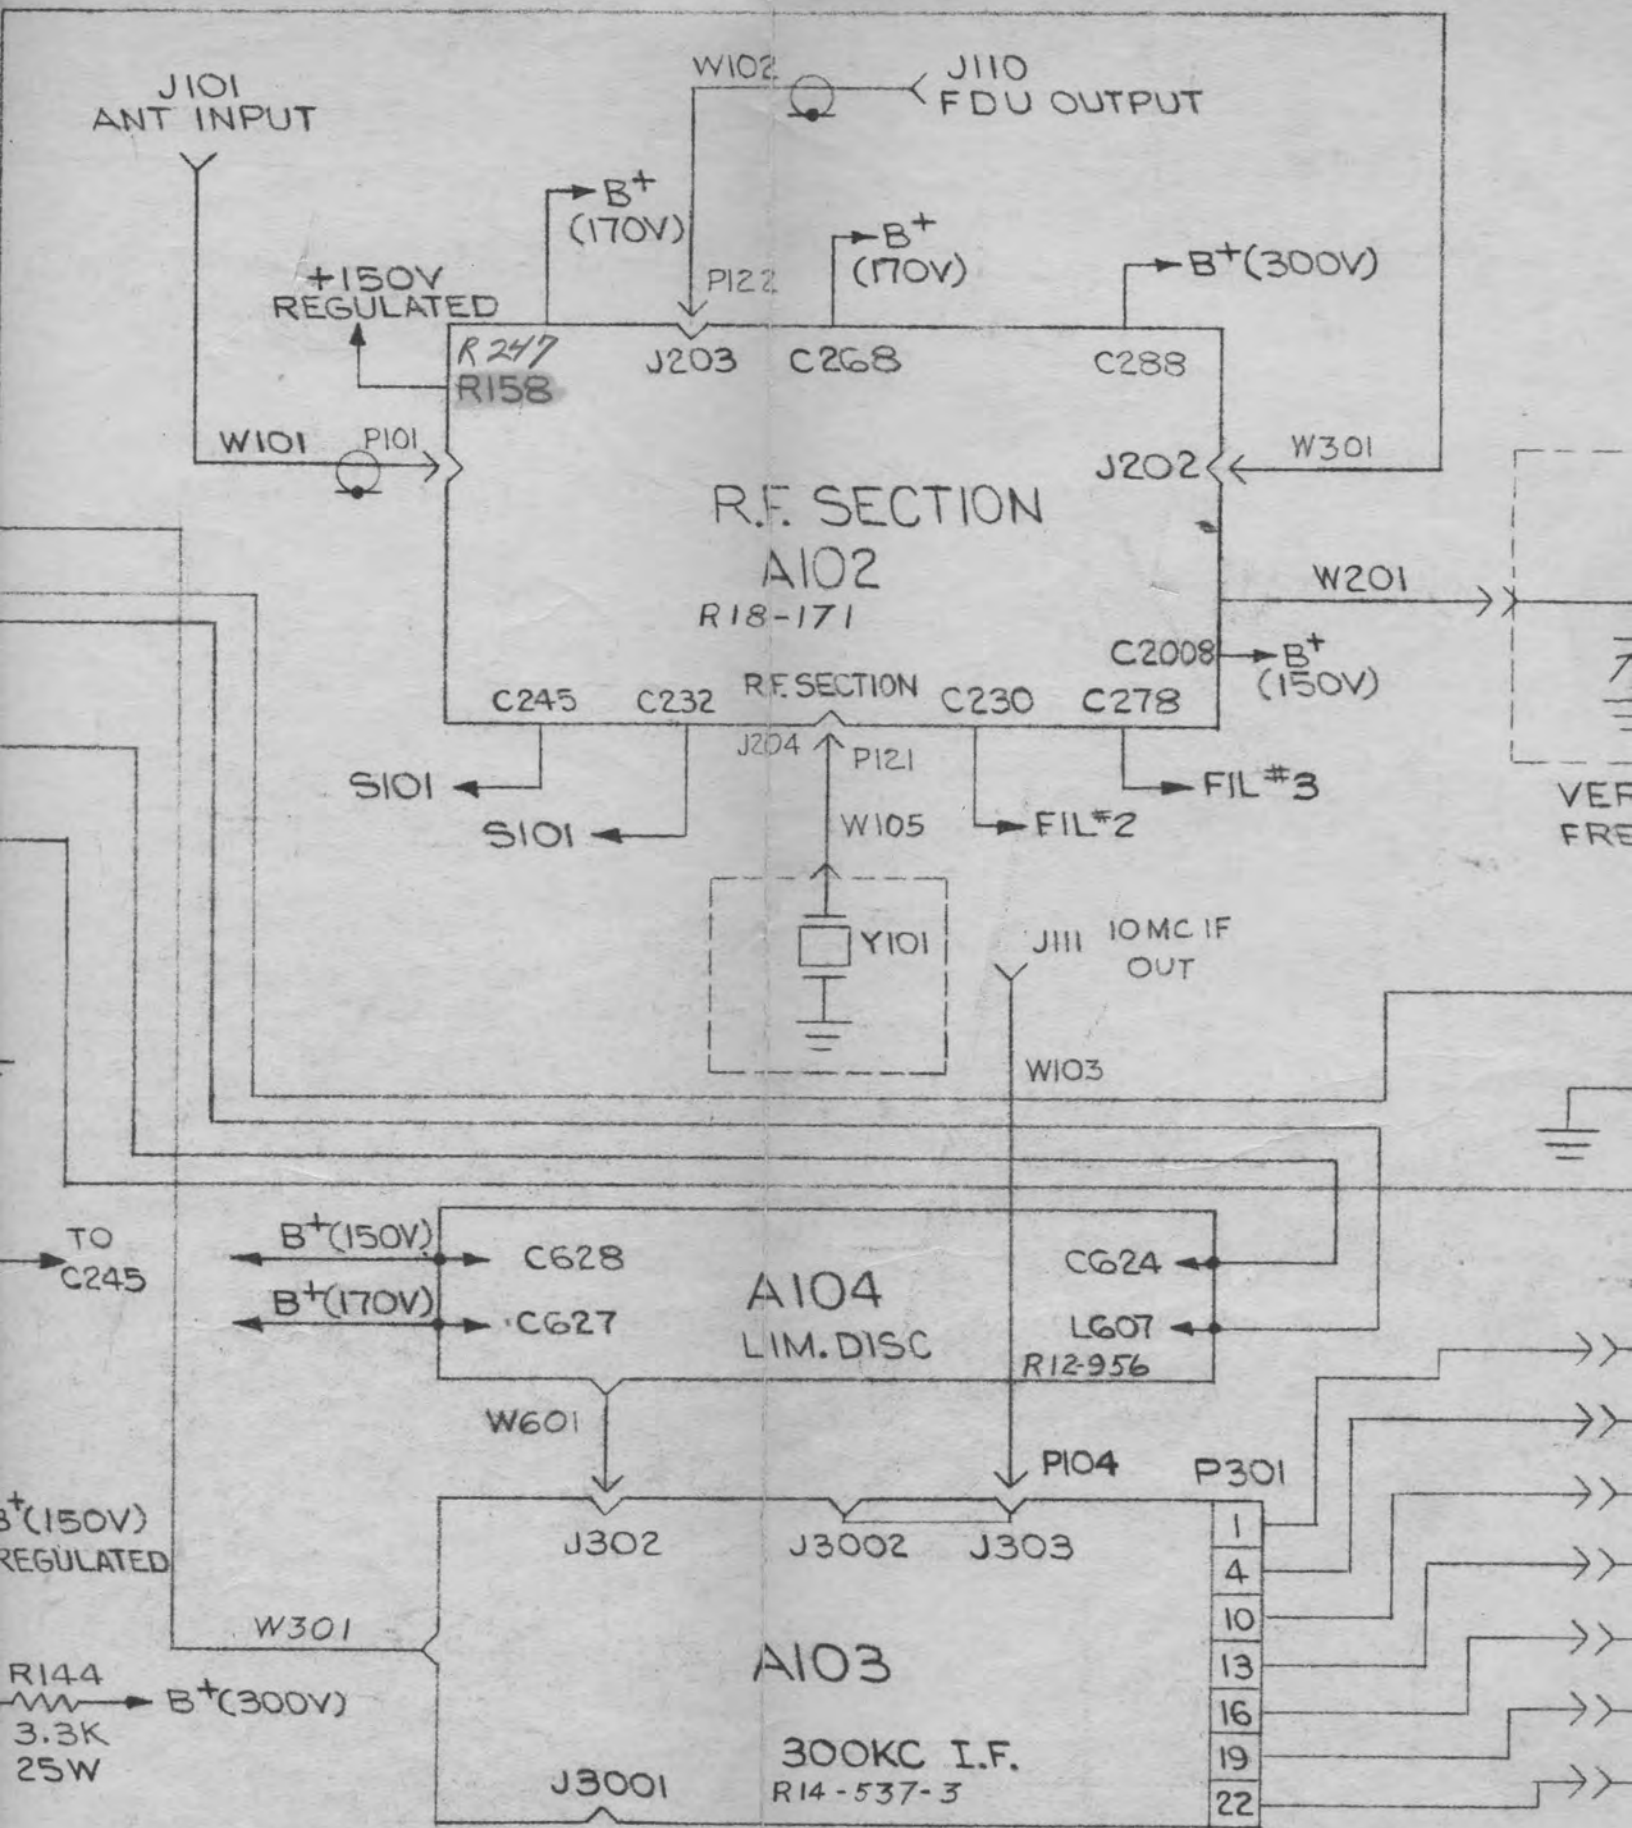 J101
ANT INPUT
W102
J110
FDU OUTPUT
B+
(170V)
P122
B+
(170V)
B+(300V)
+150V
REGULATED
R247
R158
J203
C268
C288
W101
P101
J202
W301
R.F. SECTION
A102
R18-171
W201
C2008
B+
(150V)
C245
C232
R.F. SECTION
C230
C278
J204
P121
S101
S101
W105
FIL#2
FIL#3
VER
FRE
Y101
J111
10 MC IF
OUT
W103
TO
C245
B+(150V)
C628
B+(170V)
C627
A104
LIM. DISC
C624
L607
R12-956
W601
P104
P301
B+(150V)
REGULATED
J302
J3002
J303
1
4
10
13
16
19
22
W301
A103
R144
B+(300V)
3.3K
25W
300KC I.F.
R14-537-3
J3001